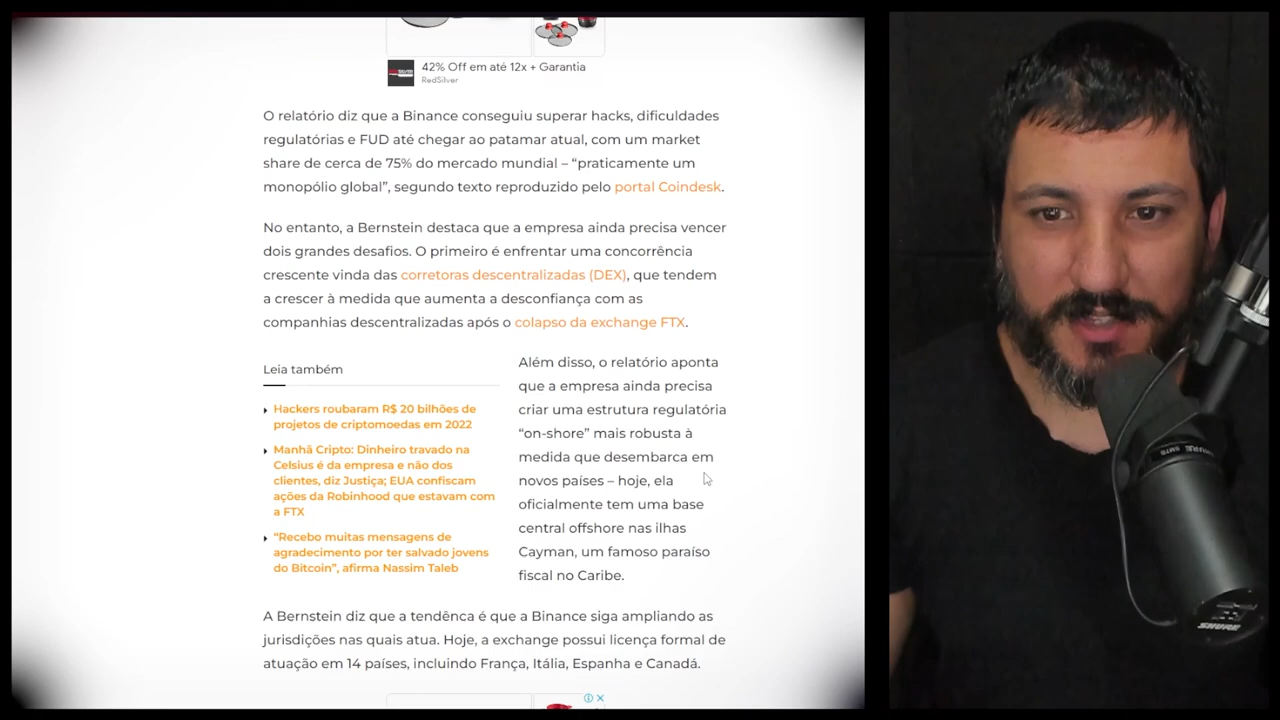 42% Off em até 12x + Garantia
RedSilver
O relatório diz que a Binance conseguiu superar hacks, dificuldades
regulatórias e FUD até chegar ao patamar atual, com um market
share de cerca de 75% do mercado mundial – “praticamente um
monopólio global”, segundo texto reproduzido pelo portal Coindesk.
No entanto, a Bernstein destaca que a empresa ainda precisa vencer
dois grandes desafios. O primeiro é enfrentar uma concorrência
crescente vinda das corretoras descentralizadas (DEX), que tendem
a crescer à medida que aumenta a desconfiança com as
companhias descentralizadas após o colapso da exchange FTX.
Leia também
Hackers roubaram R$ 20 bilhões de
projetos de criptomoedas em 2022
Manhã Cripto: Dinheiro travado na
Celsius é da empresa e não dos
clientes, diz Justiça; EUA confiscam
ações da Robinhood que estavam com
a FTX
“Recebo muitas mensagens de
agradecimento por ter salvado jovens
do Bitcoin”, afirma Nassim Taleb
Além disso, o relatório aponta
que a empresa ainda precisa
criar uma estrutura regulatória
“on-shore” mais robusta à
medida que desembarca em
novos países – hoje, ela
oficialmente tem uma base
central offshore nas ilhas
Cayman, um famoso paraíso
fiscal no Caribe.
A Bernstein diz que a tendênca é que a Binance siga ampliando as
jurisdições nas quais atua. Hoje, a exchange possui licença formal de
atuação em 14 países, incluindo França, Itália, Espanha e Canadá.
SHURE SM7B
SHURE